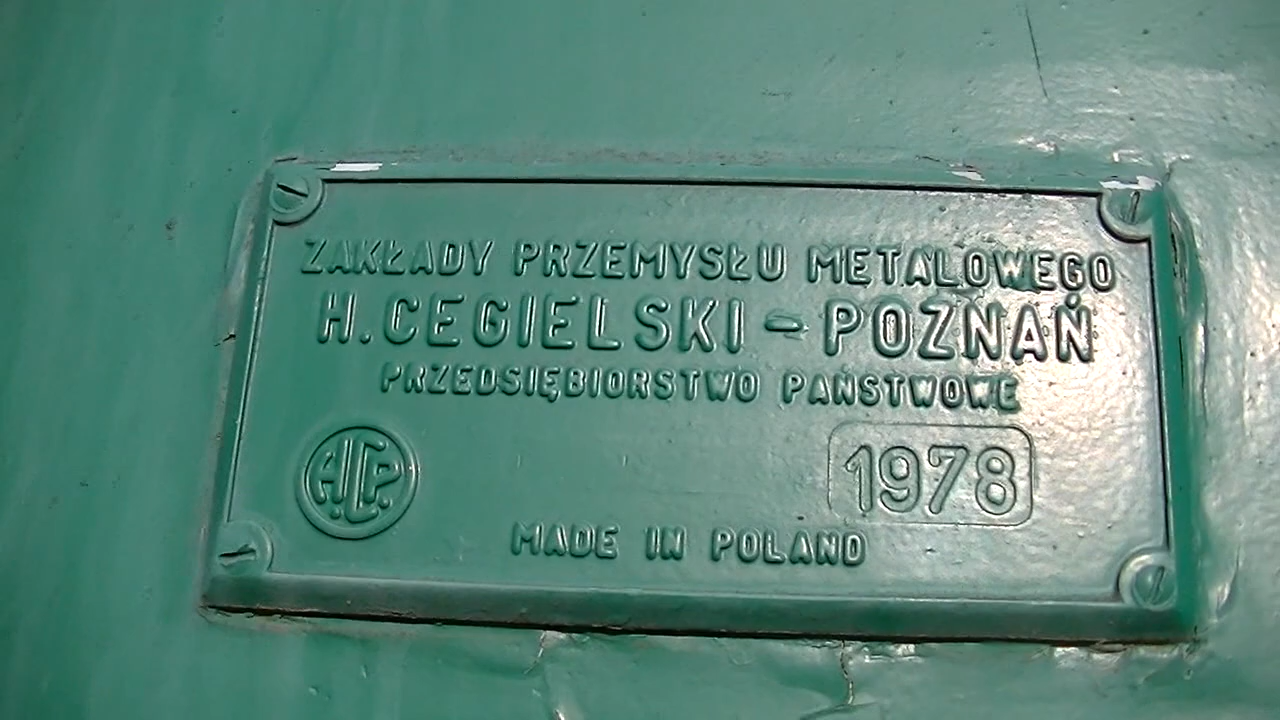 ZAKŁADY PRZEMYSŁU METALOWEGO
H. CEGIELSKI - POZNAŃ
PRZEDSIĘBIORSTWO PAŃSTWOWE
H.C.P.
1978
MADE IN POLAND